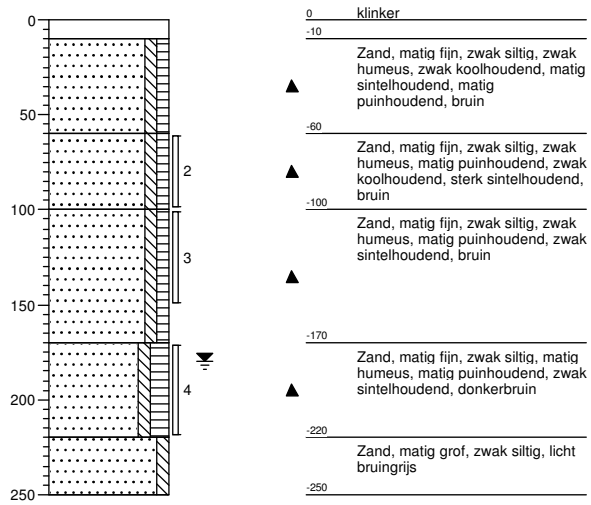 0
50
100
150
200
250
2
3
4
0
klinker
-10
Zand, matig fijn, zwak siltig, zwak
humeus, zwak koolhoudend, matig
sintelhoudend, matig
puinhoudend, bruin
-60
Zand, matig fijn, zwak siltig, zwak
humeus, matig puinhoudend, zwak
koolhoudend, sterk sintelhoudend,
bruin
-100
Zand, matig fijn, zwak siltig, zwak
humeus, matig puinhoudend, zwak
sintelhoudend, bruin
-170
Zand, matig fijn, zwak siltig, matig
humeus, matig puinhoudend, zwak
sintelhoudend, donkerbruin
-220
Zand, matig grof, zwak siltig, licht
bruingrijs
-250